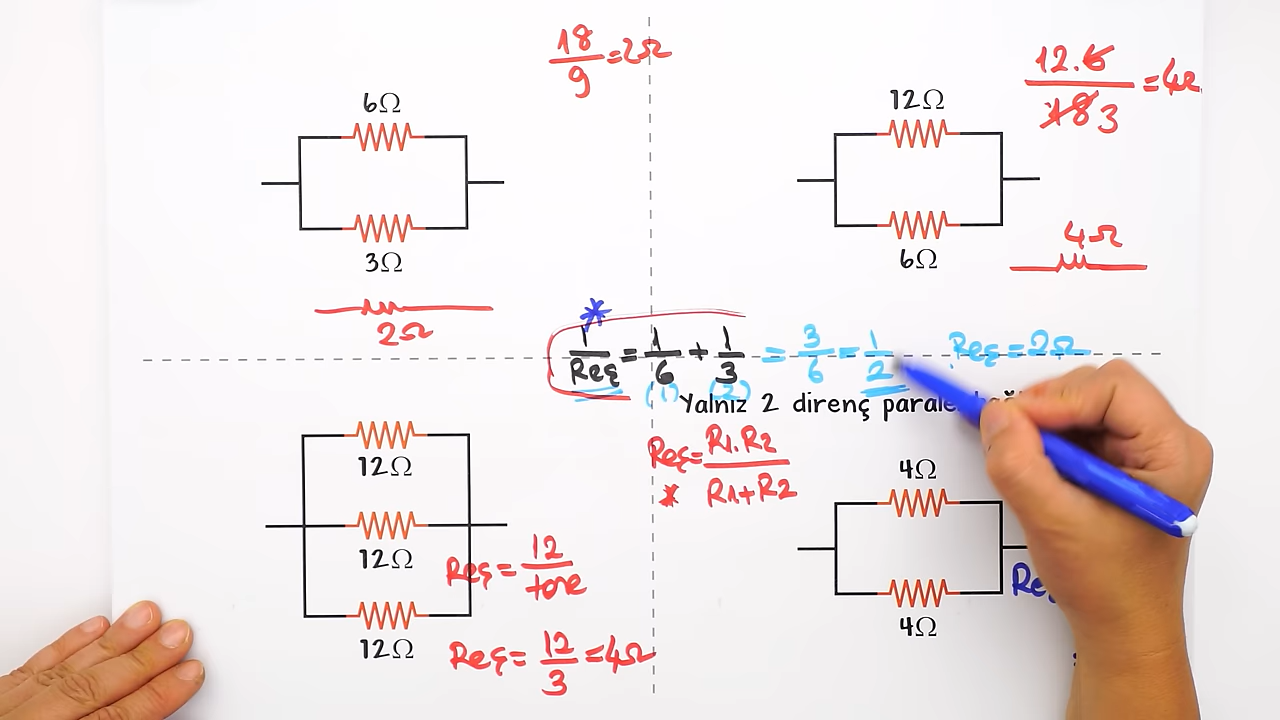 18/9 = 2Ω
6Ω
3Ω
2Ω
12.6/18 3 = 4Ω
12Ω
6Ω
4Ω
*
1/Reş = 1/6 + 1/3 = 3/6 = 1/2 Reş = 2Ω
(1) (2)
Yalnız 2 direnç
Reş = R1.R2/R1+R2
*
12Ω
12Ω
12Ω
Reş = 12/tane
Reş = 12/3 = 4Ω
4Ω
4Ω